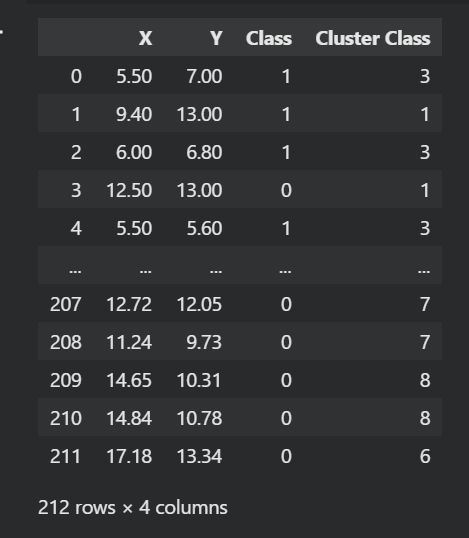 X Y Class Cluster Class
0 5.50 7.00 1 3
1 9.40 13.00 1 1
2 6.00 6.80 1 3
3 12.50 13.00 0 1
4 5.50 5.60 1 3
... ... ... ... ...
207 12.72 12.05 0 7
208 11.24 9.73 0 7
209 14.65 10.31 0 8
210 14.84 10.78 0 8
211 17.18 13.34 0 6
212 rows × 4 columns